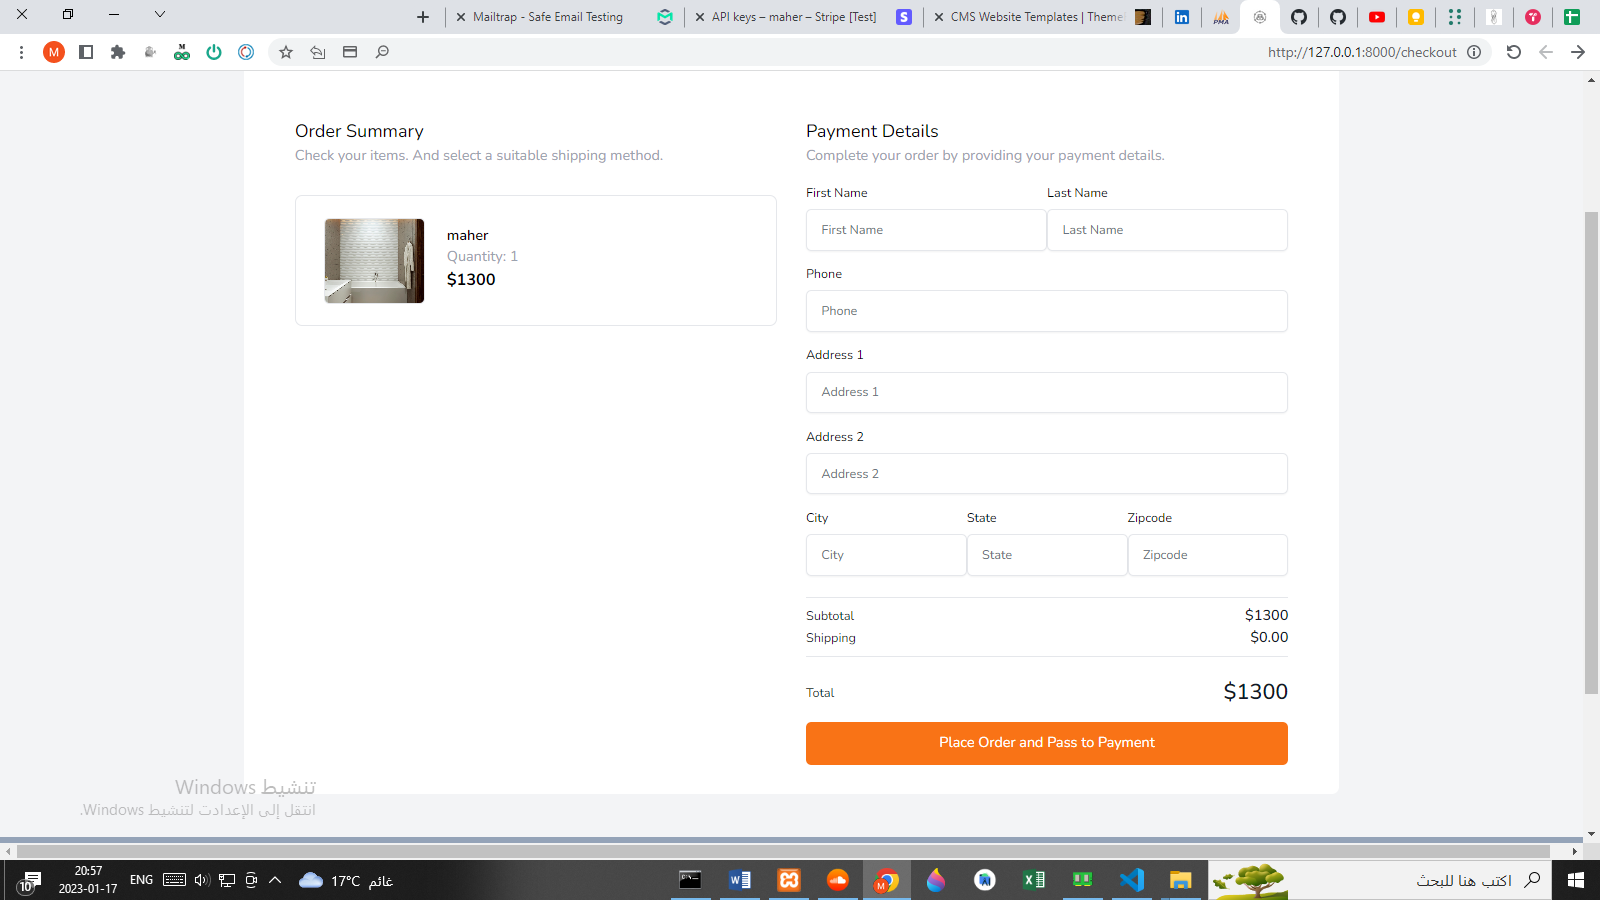 Mailtrap - Safe Email Testing
API keys – maher – Stripe [Test]
CMS Website Templates | Theme
http://127.0.0.1:8000/checkout
Order Summary
Check your items. And select a suitable shipping method.
maher
Quantity: 1
$1300
Payment Details
Complete your order by providing your payment details.
First Name
Last Name
First Name
Last Name
Phone
Phone
Address 1
Address 1
Address 2
Address 2
City
State
Zipcode
City
State
Zipcode
Subtotal
$1300
Shipping
$0.00
Total
$1300
Place Order and Pass to Payment
تنشيط Windows
انتقل إلى الإعدادت لتنشيط Windows.
10
20:57
2023-01-17
ENG
17°C غائم
اكتب هنا للبحث